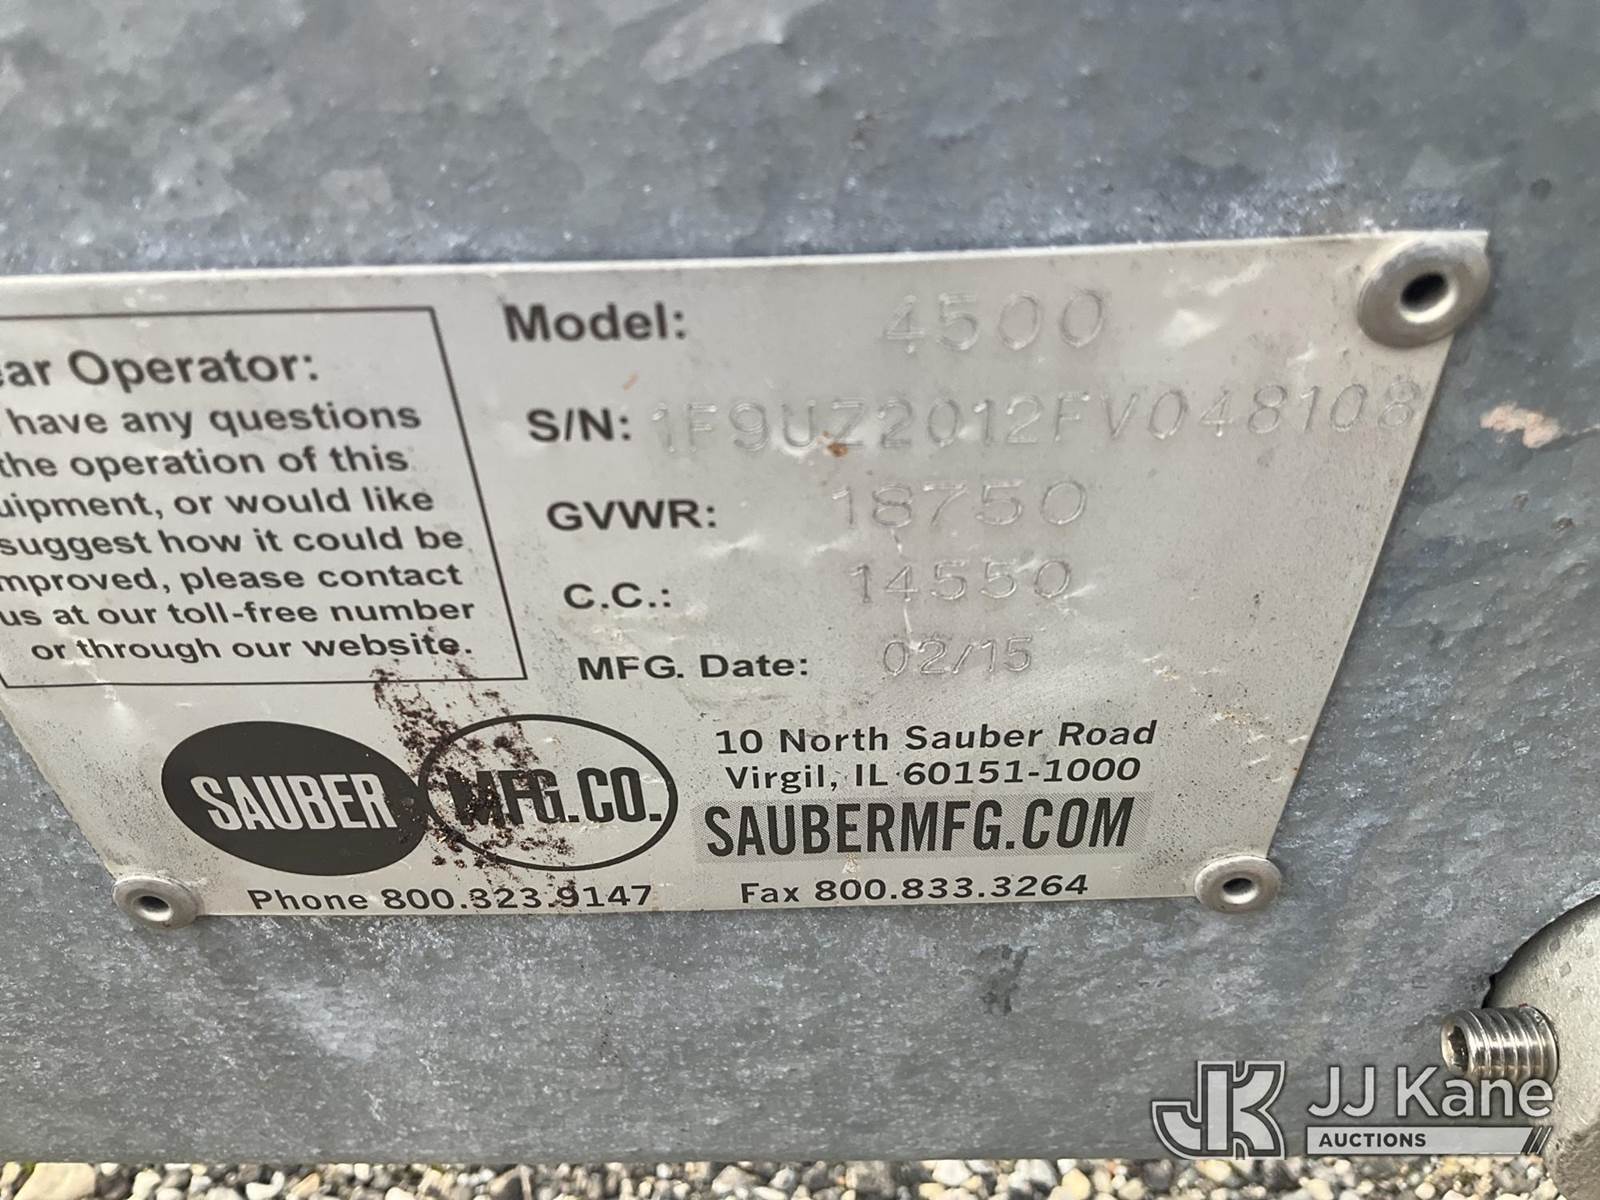 Operator:
have any questions
the operation of this
or would like
suggest how it could be
please contact
us at our toll-free number
or through our website.
Model: 4500
S/N: 1F9UZ2012FV048108
GVWR: 18750
C.C.: 14550
MFG. Date: 02/15
SAUBER MFG.CO.
10 North Sauber Road
Virgil, IL 60151-1000
SAUBERMFG.COM
Phone 800.323.9147 Fax 800.833.3264
JK JJ Kane
AUCTIONS